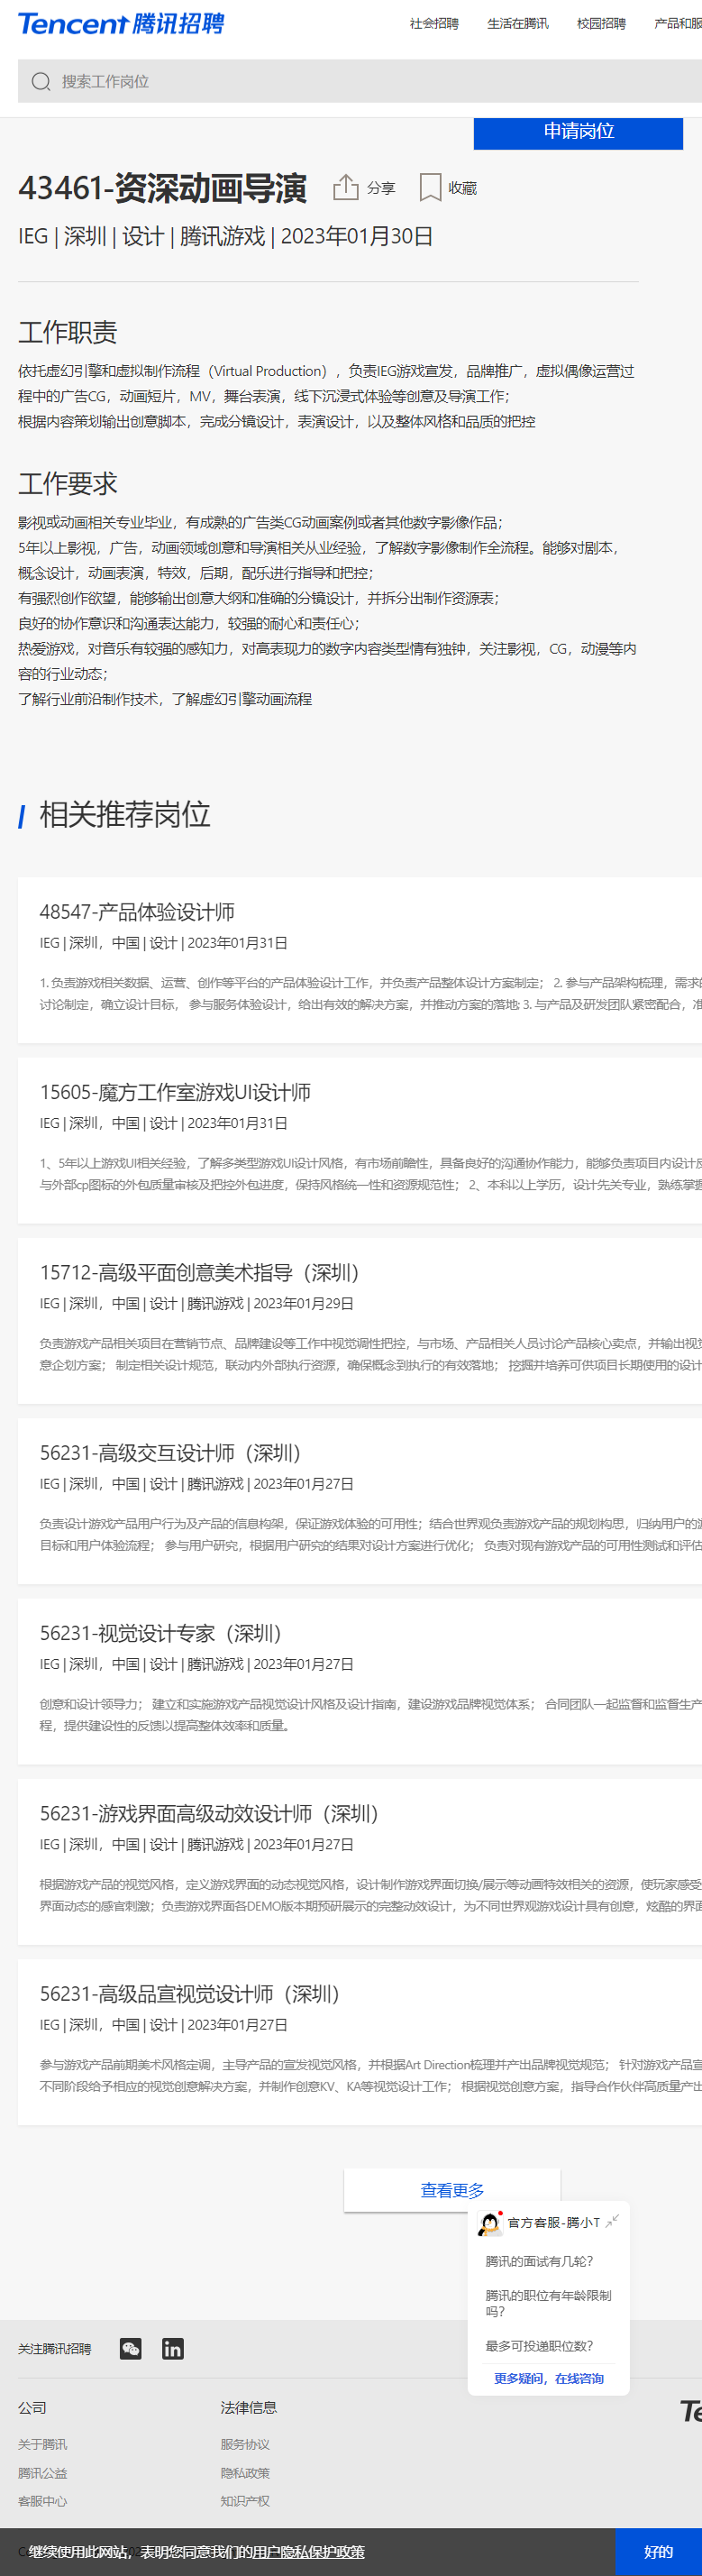 Tencent 腾讯招聘
社会招聘 生活在腾讯 校园招聘 产品和服
搜索工作岗位
申请岗位
43461-资深动画导演 分享 收藏
IEG | 深圳 | 设计 | 腾讯游戏 | 2023年01月30日
工作职责
依托虚幻引擎和虚拟制作流程（Virtual Production），负责IEG游戏宣发，品牌推广，虚拟偶像运营过
程中的广告CG，动画短片，MV，舞台表演，线下沉浸式体验等创意及导演工作；
根据内容策划输出创意脚本，完成分镜设计，表演设计，以及整体风格和品质的把控
工作要求
影视或动画相关专业毕业，有成熟的广告类CG动画案例或者其他数字影像作品；
5年以上影视，广告，动画领域创意和导演相关从业经验，了解数字影像制作全流程。能够对剧本，
概念设计，动画表演，特效，后期，配乐进行指导和把控；
有强烈创作欲望，能够输出创意大纲和准确的分镜设计，并拆分出制作资源表；
良好的协作意识和沟通表达能力，较强的耐心和责任心；
热爱游戏，对音乐有较强的感知力，对高表现力的数字内容类型情有独钟，关注影视，CG，动漫等内
容的行业动态；
了解行业前沿制作技术，了解虚幻引擎动画流程
相关推荐岗位
48547-产品体验设计师
IEG | 深圳，中国 | 设计 | 2023年01月31日
1. 负责游戏相关数据、运营、创作等平台的产品体验设计工作，并负责产品整体设计方案制定； 2. 参与产品架构梳理，需求的
讨论制定，确立设计目标， 参与服务体验设计，给出有效的解决方案，并推动方案的落地; 3. 与产品及研发团队紧密配合，准
15605-魔方工作室游戏UI设计师
IEG | 深圳，中国 | 设计 | 2023年01月31日
1、5年以上游戏UI相关经验，了解多类型游戏UI设计风格，有市场前瞻性，具备良好的沟通协作能力，能够负责项目内设计反
与外部cp图标的外包质量审核及把控外包进度，保持风格统一性和资源规范性； 2、本科以上学历，设计先关专业，熟练掌握
15712-高级平面创意美术指导（深圳）
IEG | 深圳，中国 | 设计 | 腾讯游戏 | 2023年01月29日
负责游戏产品相关项目在营销节点、品牌建设等工作中视觉调性把控，与市场、产品相关人员讨论产品核心卖点，并输出视觉
意企划方案； 制定相关设计规范，联动内外部执行资源，确保概念到执行的有效落地； 挖掘并培养可供项目长期使用的设计
56231-高级交互设计师（深圳）
IEG | 深圳，中国 | 设计 | 腾讯游戏 | 2023年01月27日
负责设计游戏产品用户行为及产品的信息构架，保证游戏体验的可用性；结合世界观负责游戏产品的规划构思，归纳用户的游
目标和用户体验流程； 参与用户研究，根据用户研究的结果对设计方案进行优化； 负责对现有游戏产品的可用性测试和评估
56231-视觉设计专家（深圳）
IEG | 深圳，中国 | 设计 | 腾讯游戏 | 2023年01月27日
创意和设计领导力； 建立和实施游戏产品视觉设计风格及设计指南，建设游戏品牌视觉体系； 合同团队一起监督和监督生产
程，提供建设性的反馈以提高整体效率和质量。
56231-游戏界面高级动效设计师（深圳）
IEG | 深圳，中国 | 设计 | 腾讯游戏 | 2023年01月27日
根据游戏产品的视觉风格，定义游戏界面的动态视觉风格，设计制作游戏界面切换/展示等动画特效相关的资源，使玩家感受
界面动态的感官刺激；负责游戏界面各DEMO版本期预研展示的完整动效设计，为不同世界观游戏设计具有创意，炫酷的界面
56231-高级品宣视觉设计师（深圳）
IEG | 深圳，中国 | 设计 | 2023年01月27日
参与游戏产品前期美术风格定调，主导产品的宣发视觉风格，并根据Art Direction梳理并产出品牌视觉规范； 针对游戏产品宣
不同阶段给予相应的视觉创意解决方案，并制作创意KV、KA等视觉设计工作； 根据视觉创意方案，指导合作伙伴高质量产出
查看更多
官方客服-腾小T
腾讯的面试有几轮?
腾讯的职位有年龄限制
吗?
最多可投递职位数?
更多疑问，在线咨询
关注腾讯招聘
公司 法律信息
关于腾讯 服务协议
腾讯公益 隐私政策
客服中心 知识产权
继续使用此网站，表明您同意我们的用户隐私保护政策 好的